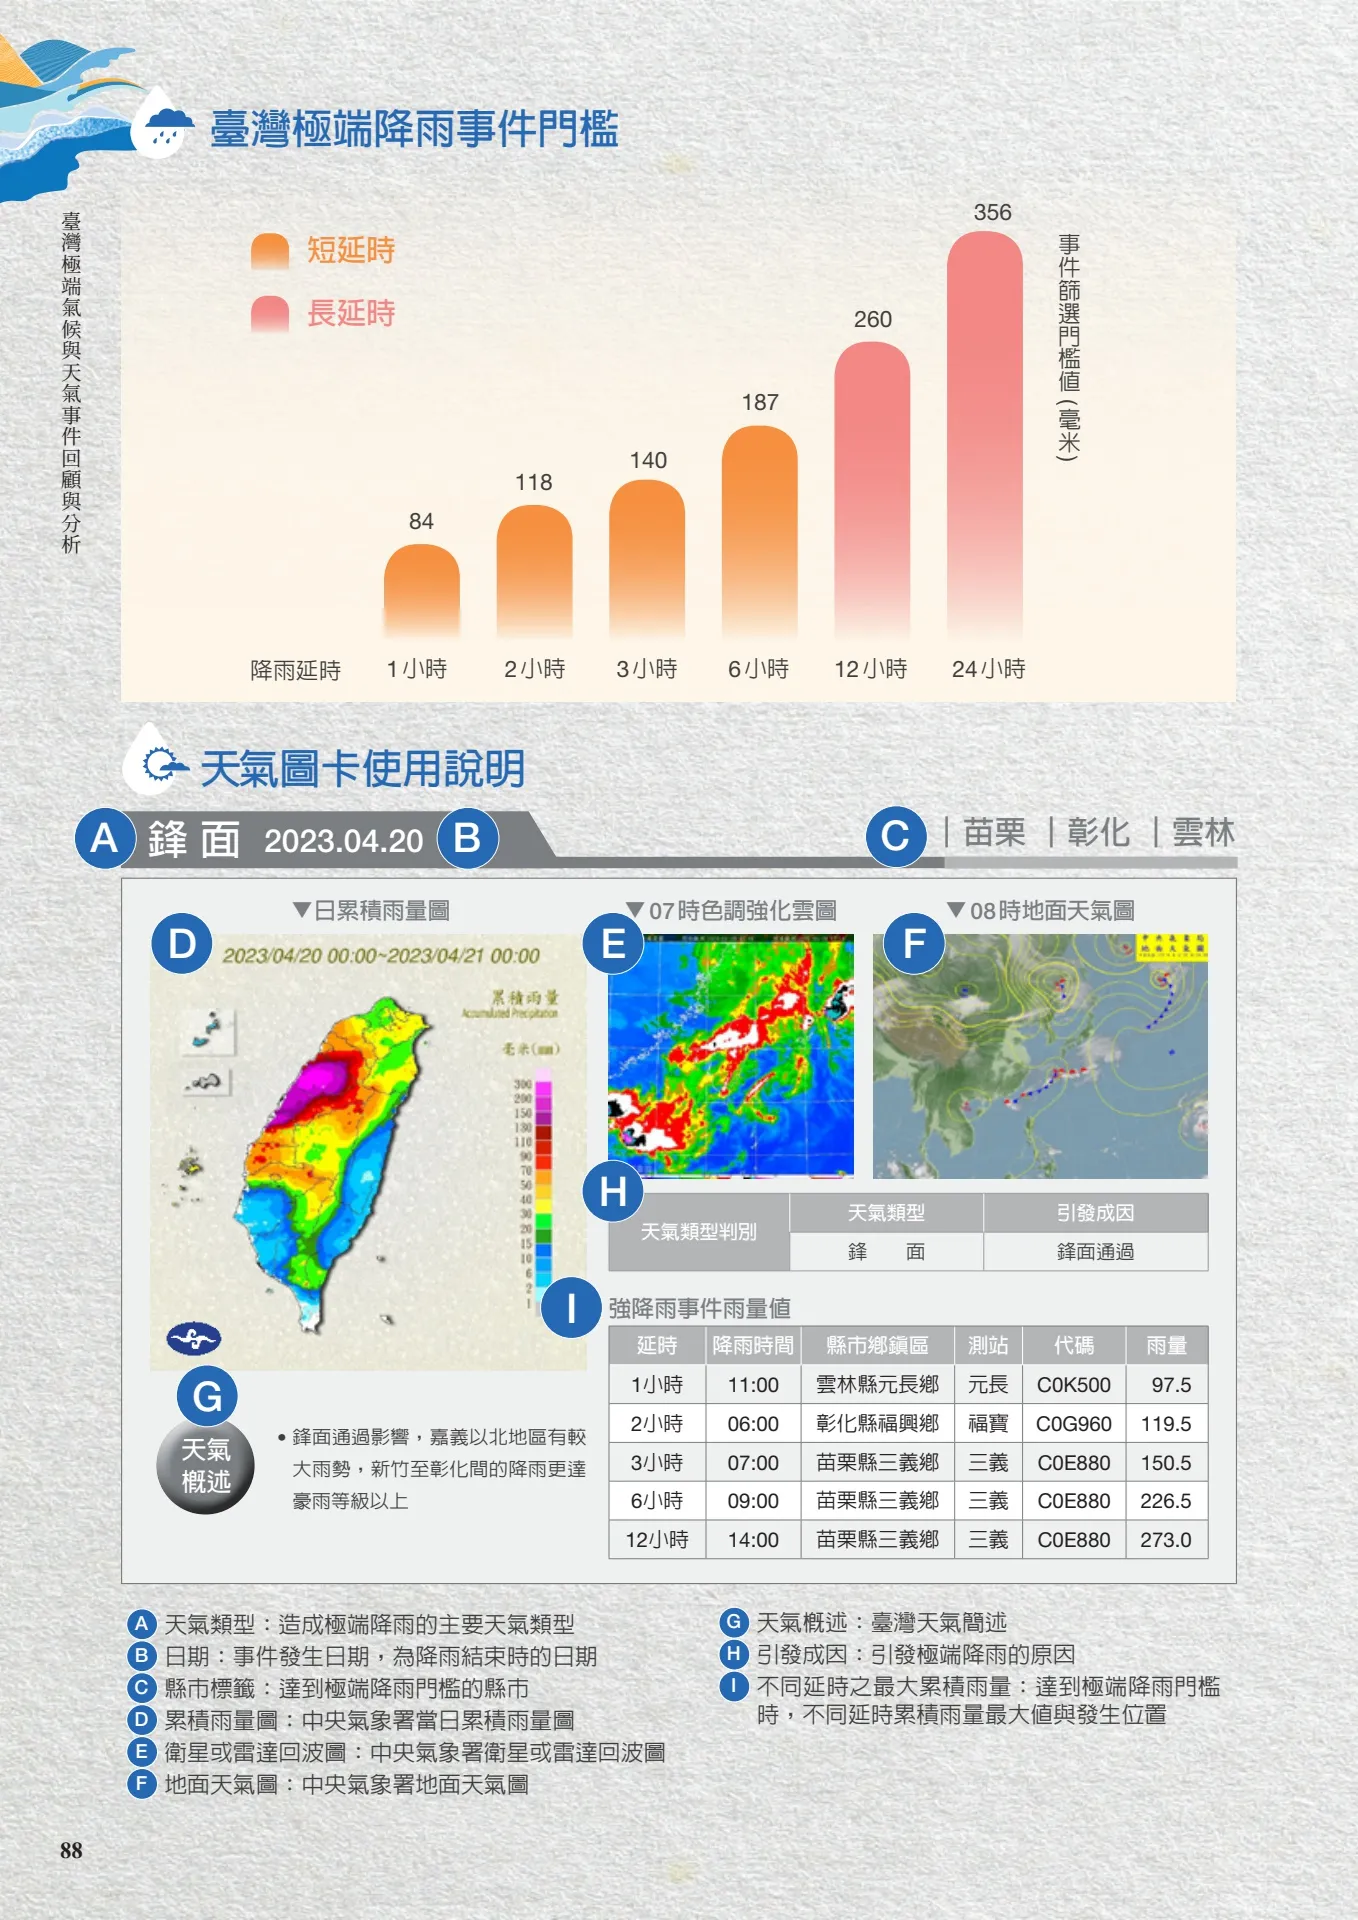 臺灣極端降雨事件門檻
臺灣極端氣候與天氣事件回顧與分析
短延時
長延時
事件篩選門檻值(毫米)
84
118
140
187
260
356
降雨延時 1小時 2小時 3小時 6小時 12小時 24小時
天氣圖卡使用說明
A 鋒面 2023.04.20 B
C |苗栗 |彰化 |雲林
D ▼日累積雨量圖
2023/04/20 00:00~2023/04/21 00:00
累積雨量
Accumulated Precipitation
毫米(mm)
300
200
150
130
110
90
70
50
40
30
20
15
10
6
2
1
E ▼07時色調強化雲圖
F ▼08時地面天氣圖
H
天氣類型判別 天氣類型 引發成因
鋒 面 鋒面通過
I 強降雨事件雨量值
延時 降雨時間 縣市鄉鎮區 測站 代碼 雨量
1小時 11:00 雲林縣元長鄉 元長 C0K500 97.5
2小時 06:00 彰化縣福興鄉 福寶 C0G960 119.5
3小時 07:00 苗栗縣三義鄉 三義 C0E880 150.5
6小時 09:00 苗栗縣三義鄉 三義 C0E880 226.5
12小時 14:00 苗栗縣三義鄉 三義 C0E880 273.0
G
天氣
概述
• 鋒面通過影響,嘉義以北地區有較
大雨勢,新竹至彰化間的降雨更達
豪雨等級以上
A 天氣類型:造成極端降雨的主要天氣類型
B 日期:事件發生日期,為降雨結束時的日期
C 縣市標籤:達到極端降雨門檻的縣市
D 累積雨量圖:中央氣象署當日累積雨量圖
E 衛星或雷達回波圖:中央氣象署衛星或雷達回波圖
F 地面天氣圖:中央氣象署地面天氣圖
G 天氣概述:臺灣天氣簡述
H 引發成因:引發極端降雨的原因
I 不同延時之最大累積雨量:達到極端降雨門檻
時,不同延時累積雨量最大值與發生位置
88